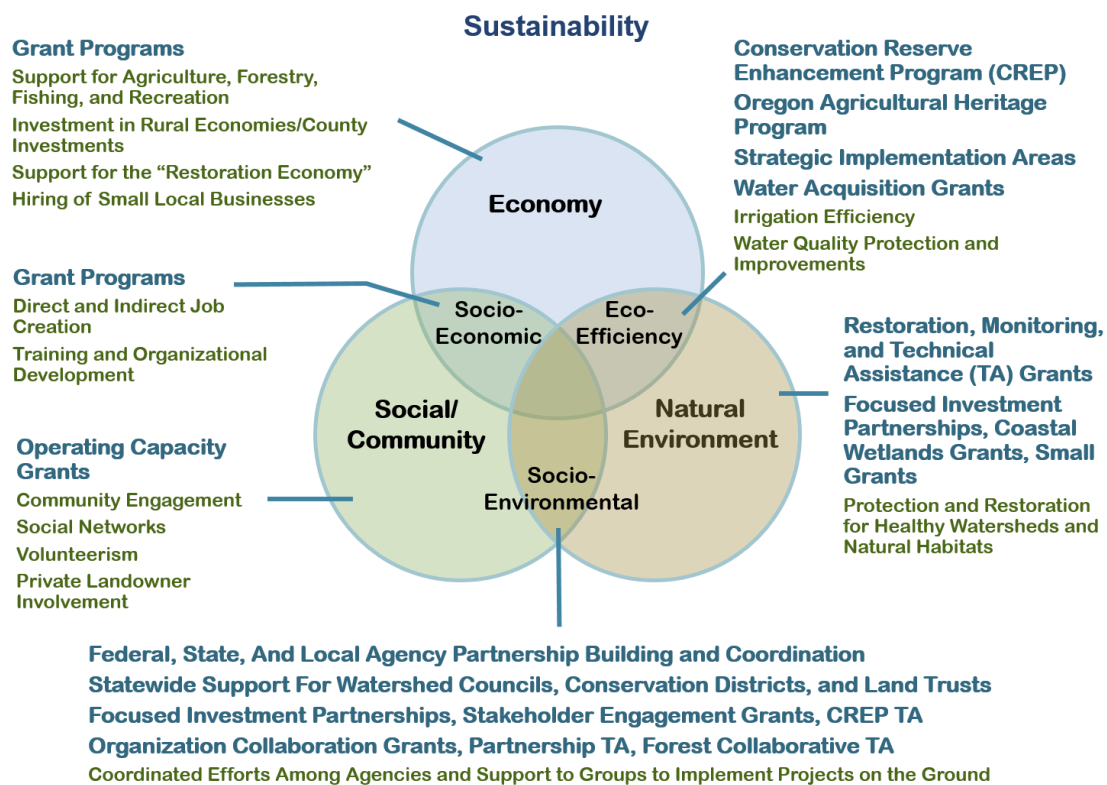 Sustainability
Grant Programs
Support for Agriculture, Forestry,
Fishing, and Recreation
Investment in Rural Economies/County
Investments
Support for the “Restoration Economy”
Hiring of Small Local Businesses
Conservation Reserve
Enhancement Program (CREP)
Oregon Agricultural Heritage
Program
Strategic Implementation Areas
Water Acquisition Grants
Irrigation Efficiency
Water Quality Protection and
Improvements
Economy
Grant Programs
Direct and Indirect Job
Creation
Training and Organizational
Development
Socio-
Economic
Eco-
Efficiency
Restoration, Monitoring,
and Technical
Assistance (TA) Grants
Focused Investment
Partnerships, Coastal
Wetlands Grants, Small
Grants
Protection and Restoration
for Healthy Watersheds and
Natural Habitats
Social/
Community
Natural
Environment
Operating Capacity
Grants
Community Engagement
Social Networks
Volunteerism
Private Landowner
Involvement
Socio-
Environmental
Federal, State, And Local Agency Partnership Building and Coordination
Statewide Support For Watershed Councils, Conservation Districts, and Land Trusts
Focused Investment Partnerships, Stakeholder Engagement Grants, CREP TA
Organization Collaboration Grants, Partnership TA, Forest Collaborative TA
Coordinated Efforts Among Agencies and Support to Groups to Implement Projects on the Ground